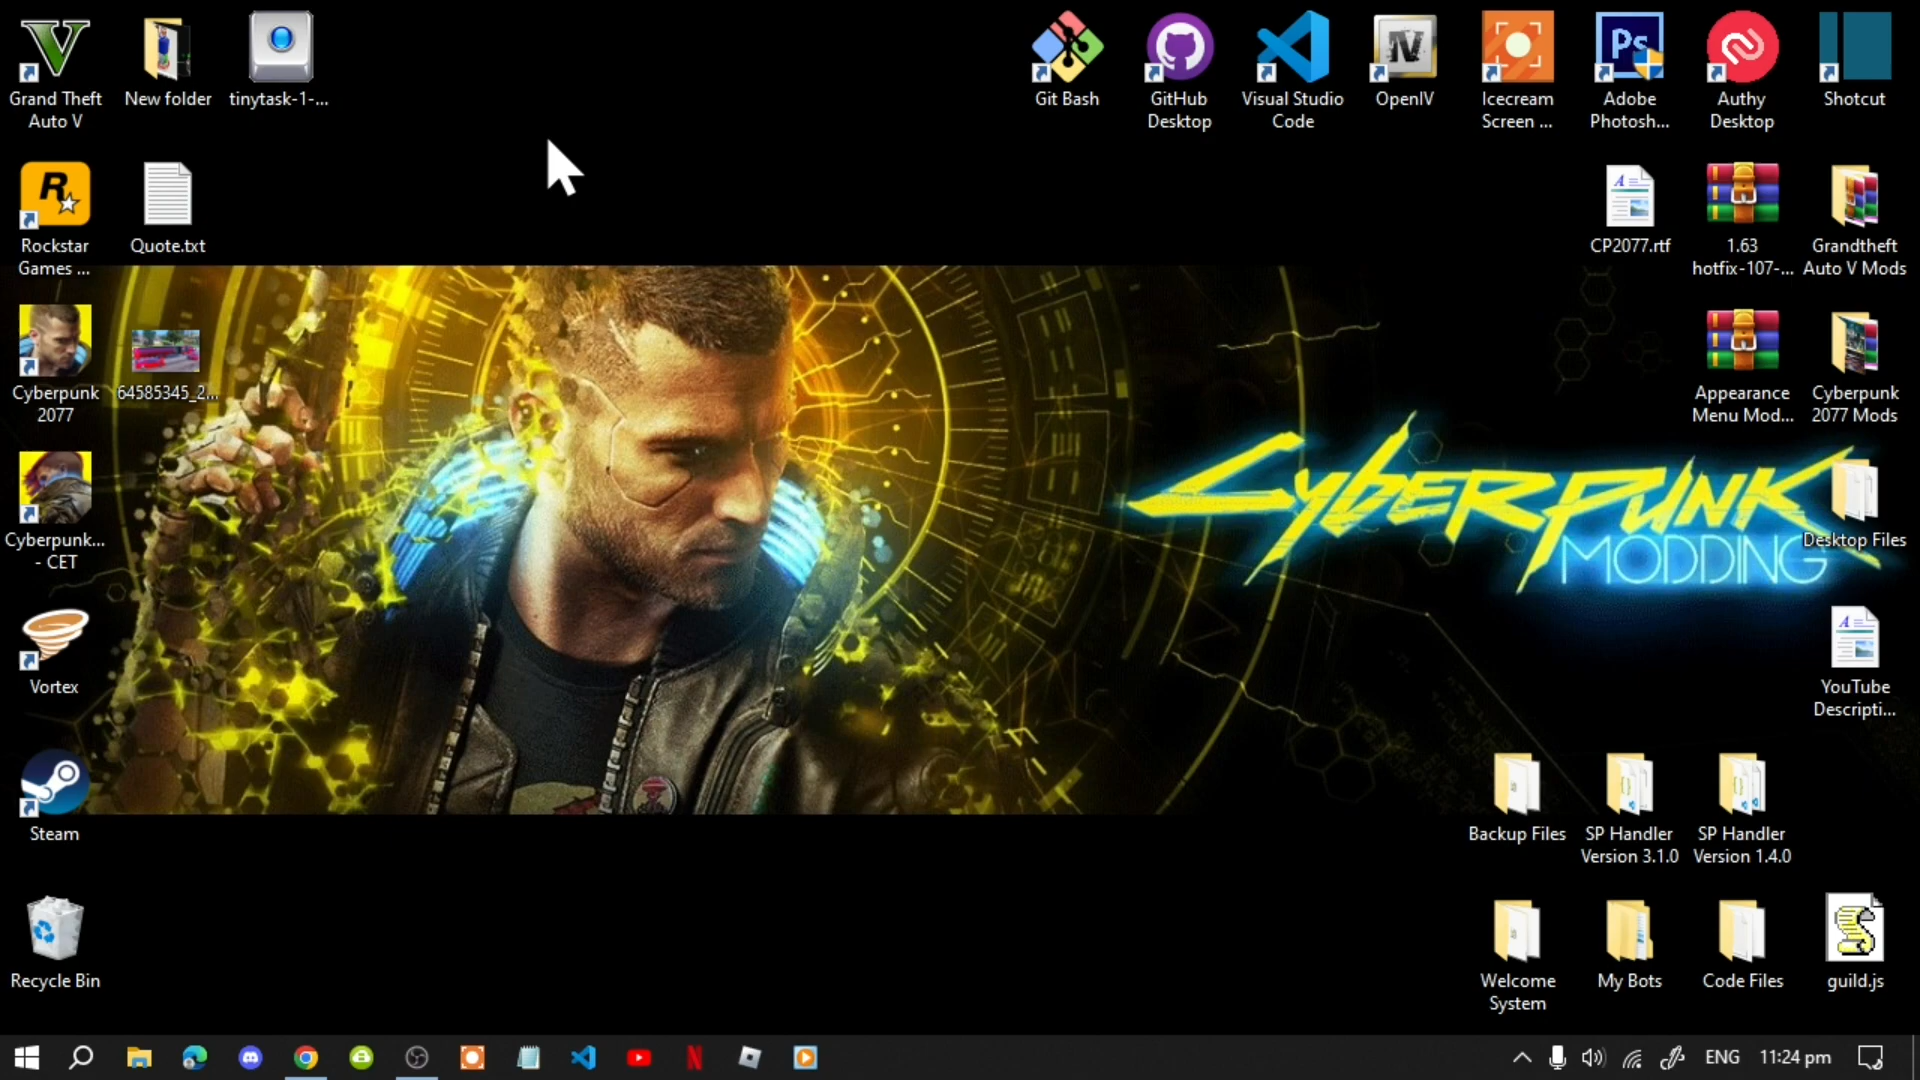 Grand Theft
Auto V
New folder
tinytask-1-...
Git Bash
GitHub
Desktop
Visual Studio
Code
OpenIV
Icecream
Screen ...
Ps
Adobe
Photosh...
Authy
Desktop
Shotcut
Rockstar
Games ...
Quote.txt
CP2077.rtf
1.63
hotfix-107-...
Grandtheft
Auto V Mods
Cyberpunk
2077
64585345_2...
Appearance
Menu Mod...
Cyberpunk
2077 Mods
Cyberpunk...
- CET
CYBERPUNK
MODDING
Desktop Files
Vortex
YouTube
Descripti...
Steam
Backup Files
SP Handler
Version 3.1.0
SP Handler
Version 1.4.0
Recycle Bin
Welcome
System
My Bots
Code Files
guild.js
ENG
11:24 pm